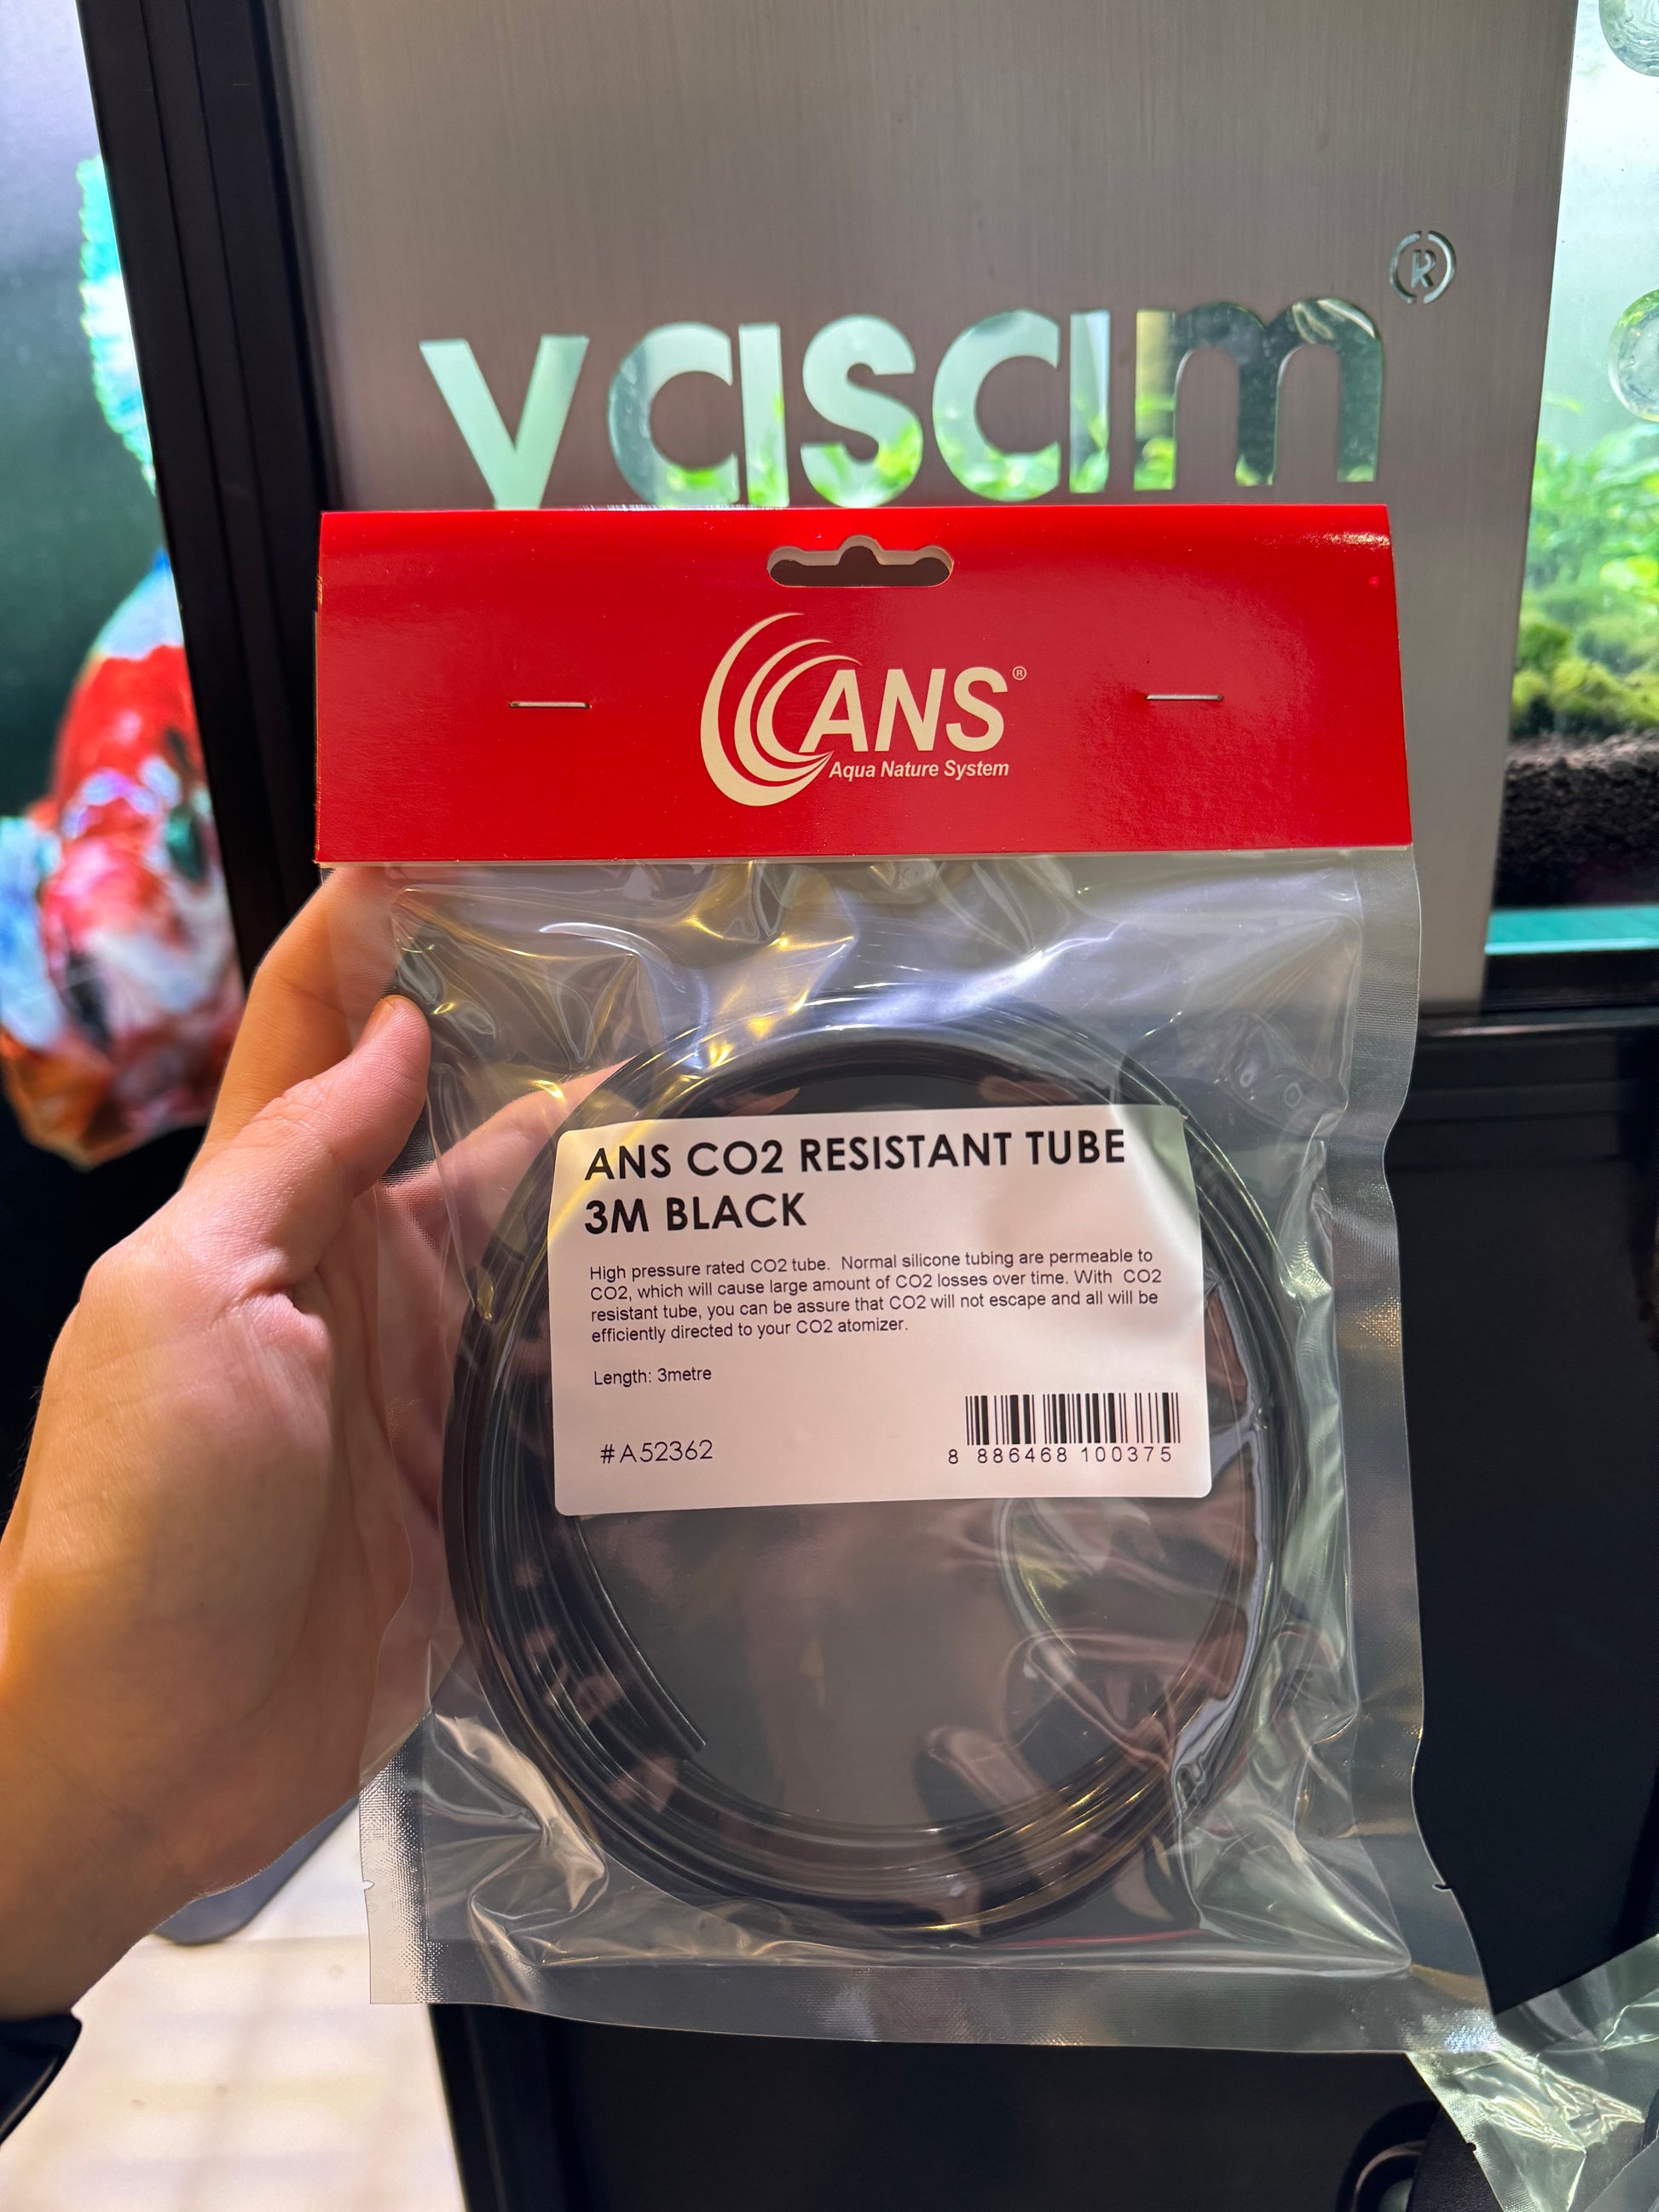 yasam®
ANS®
Aqua Nature System
ANS CO2 RESISTANT TUBE
3M BLACK
High pressure rated CO2 tube.  Normal silicone tubing are permeable to
CO2, which will cause large amount of CO2 losses over time. With  CO2
resistant tube, you can be assure that CO2 will not escape and all will be
efficiently directed to your CO2 atomizer.
Length: 3metre
#A52362
8 886468 100375